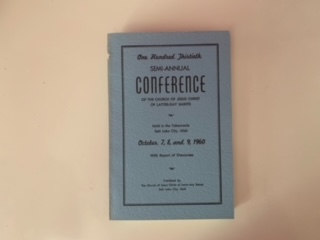 One Hundred Thirtieth
SEMI-ANNUAL
CONFERENCE
OF THE CHURCH OF JESUS CHRIST
OF LATTER-DAY SAINTS
Held in the Tabernacle
Salt Lake City, Utah
October, 7, 8, and 9, 1960
With Report of Discourses
Published by
The Church of Jesus Christ of Latter-day Saints
Salt Lake City, Utah